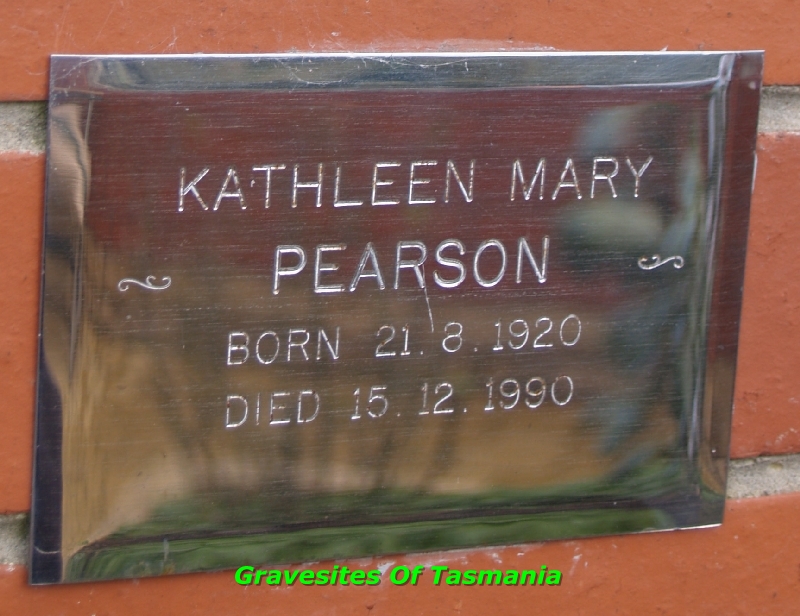 KATHLEEN MARY
PEARSON
BORN 21.8.1920
DIED 15.12.1990
Gravesites Of Tasmania